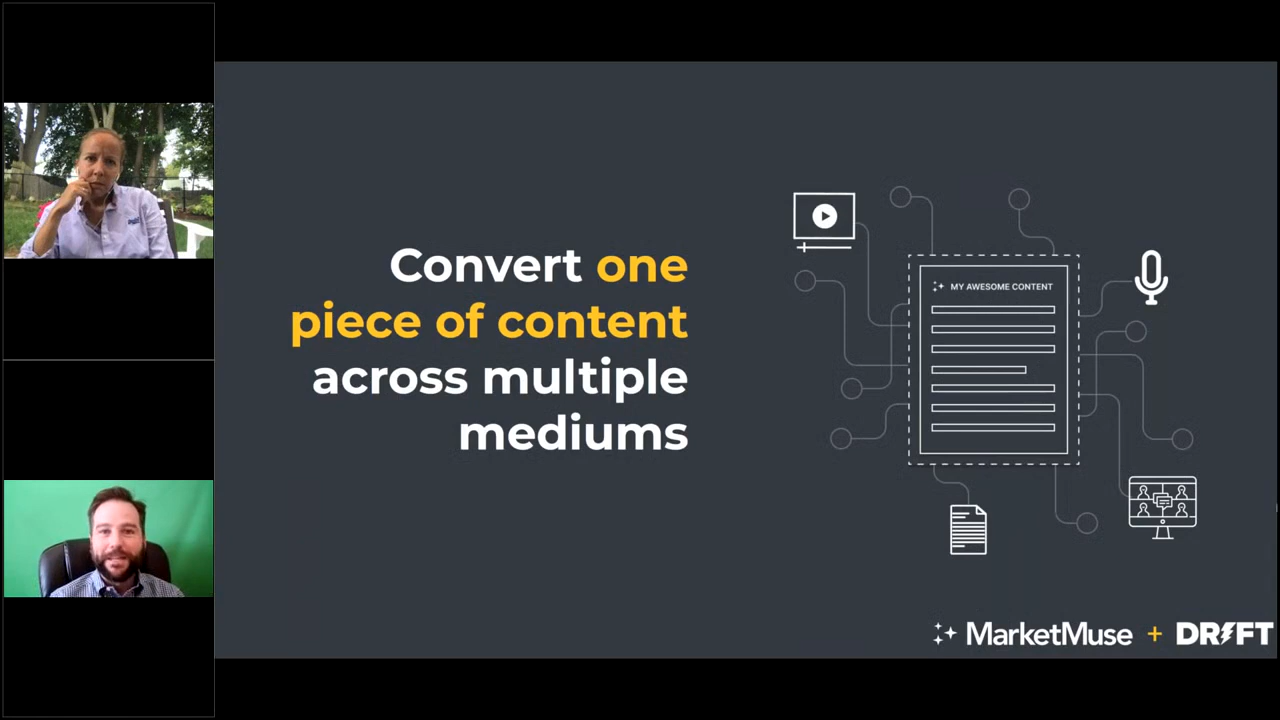 Convert one
piece of content
across multiple
mediums
MY AWESOME CONTENT
MarketMuse + DRIFT